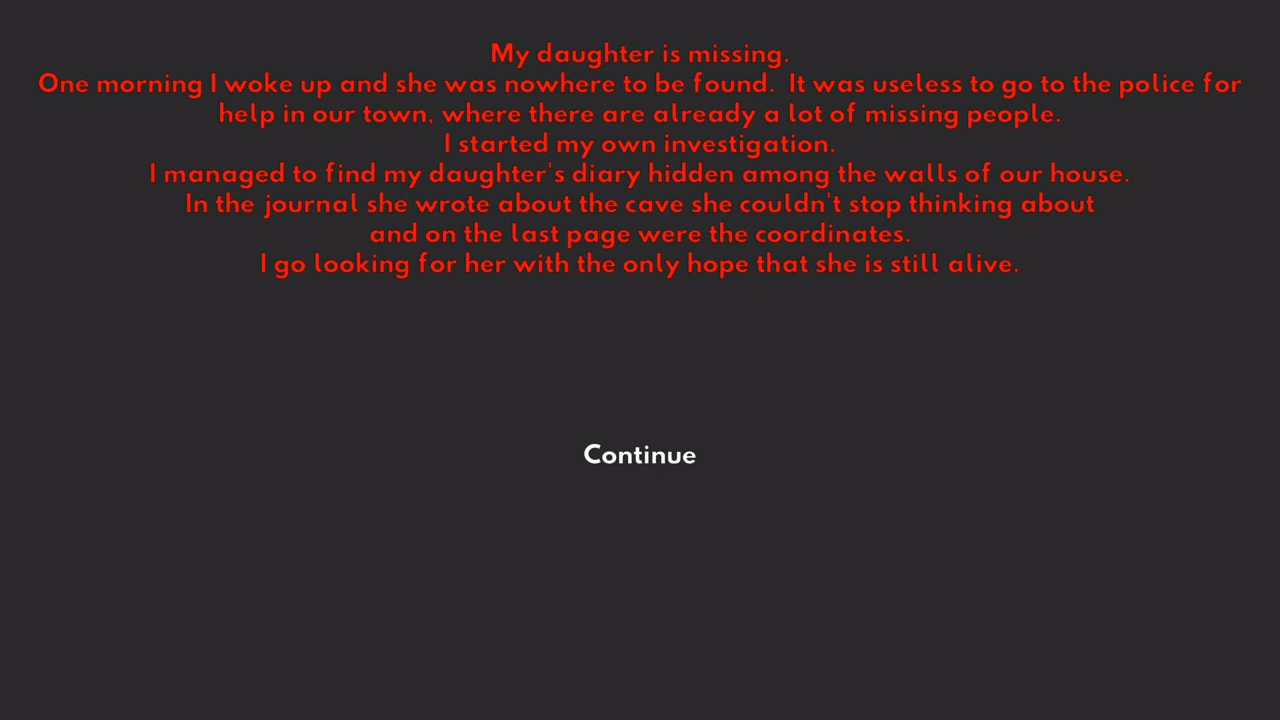 My daughter is missing.
One morning I woke up and she was nowhere to be found.  It was useless to go to the police for
help in our town, where there are already a lot of missing people.
I started my own investigation.
I managed to find my daughter's diary hidden among the walls of our house.
In the journal she wrote about the cave she couldn't stop thinking about
and on the last page were the coordinates.
I go looking for her with the only hope that she is still alive.
Continue